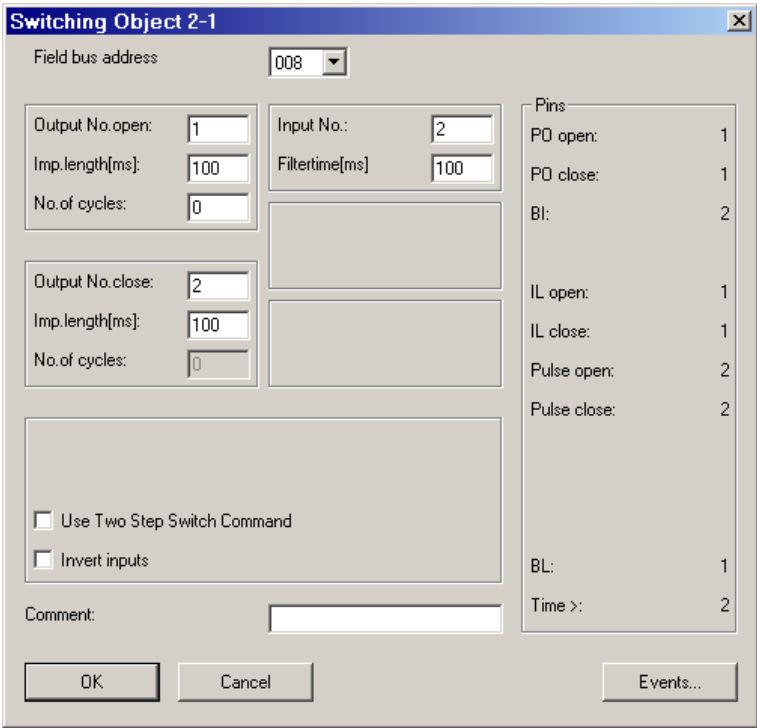 Switching Object 2-1
Field bus address 008
Output No.open: 1
Imp.length[ms]: 100
No.of cycles: 0
Input No.: 2
Filtertime[ms] 100
Output No.close: 2
Imp.length[ms]: 100
No.of cycles: 0
Use Two Step Switch Command
Invert inputs
Pins
PO open: 1
PO close: 1
BI: 2
IL open: 1
IL close: 1
Pulse open: 2
Pulse close: 2
BL: 1
Time >: 2
Comment:
OK Cancel Events...